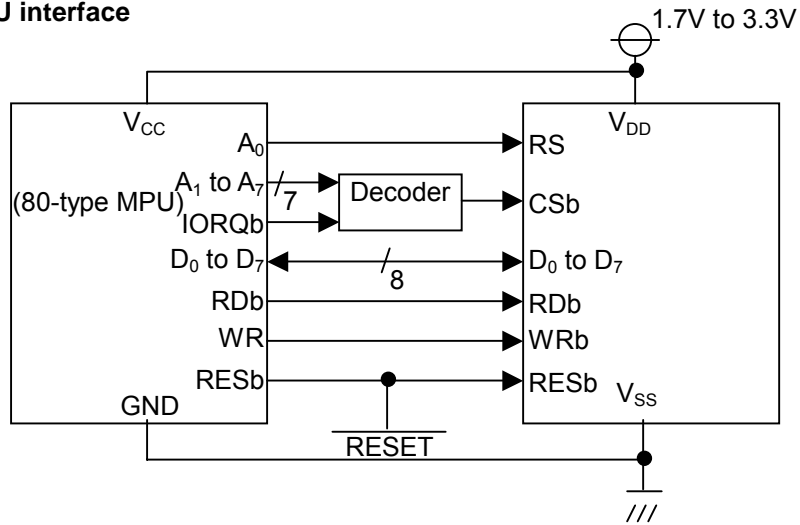 U interface
1.7V to 3.3V
VCC
A0
A1 to A7
7
(80-type MPU)
IORQb
D0 to D7
8
RDb
WR
RESb
GND
Decoder
RESET
VDD
RS
CSb
D0 to D7
RDb
WRb
RESb
VSS